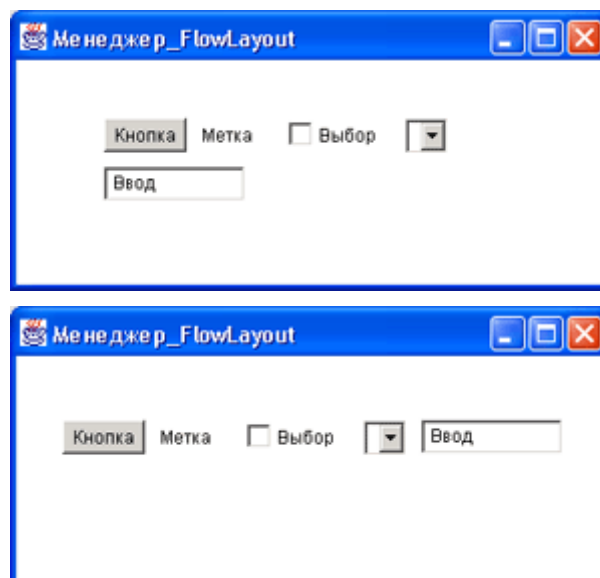 Менеджер_FlowLayout
Кнопка Метка Выбор
Ввод
Менеджер_FlowLayout
Кнопка Метка Выбор Ввод